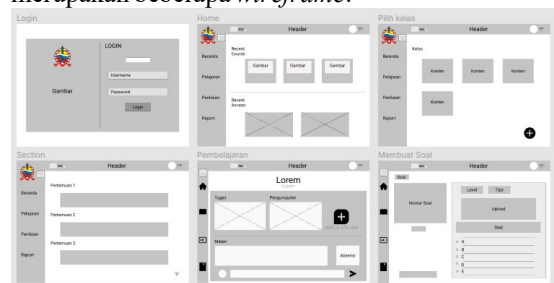 merupakan beberapa wireframe.
Login
LOGIN
Gambar
Username
Password
Login
Home
Header
Beranda
Pelajaran
Penilaian
Report
Recent
Course
Gambar
Gambar
Gambar
Recent
Access
Pilih kelas
Header
Beranda
Pelajaran
Penilaian
Report
Kelas
Konten
Konten
Konten
Konten
Section
Header
Beranda
Pelajaran
Penilaian
Report
Pertemuan 1
Pertemuan 2
Pertemuan 3
Pembelajaran
Header
Lorem
Tugas
Pengumpulan
Materi
Absensi
Membuat Soal
Header
Soal
Nomor Soal
Level
Tipe
Upload
Soal
A
B
C
D
E